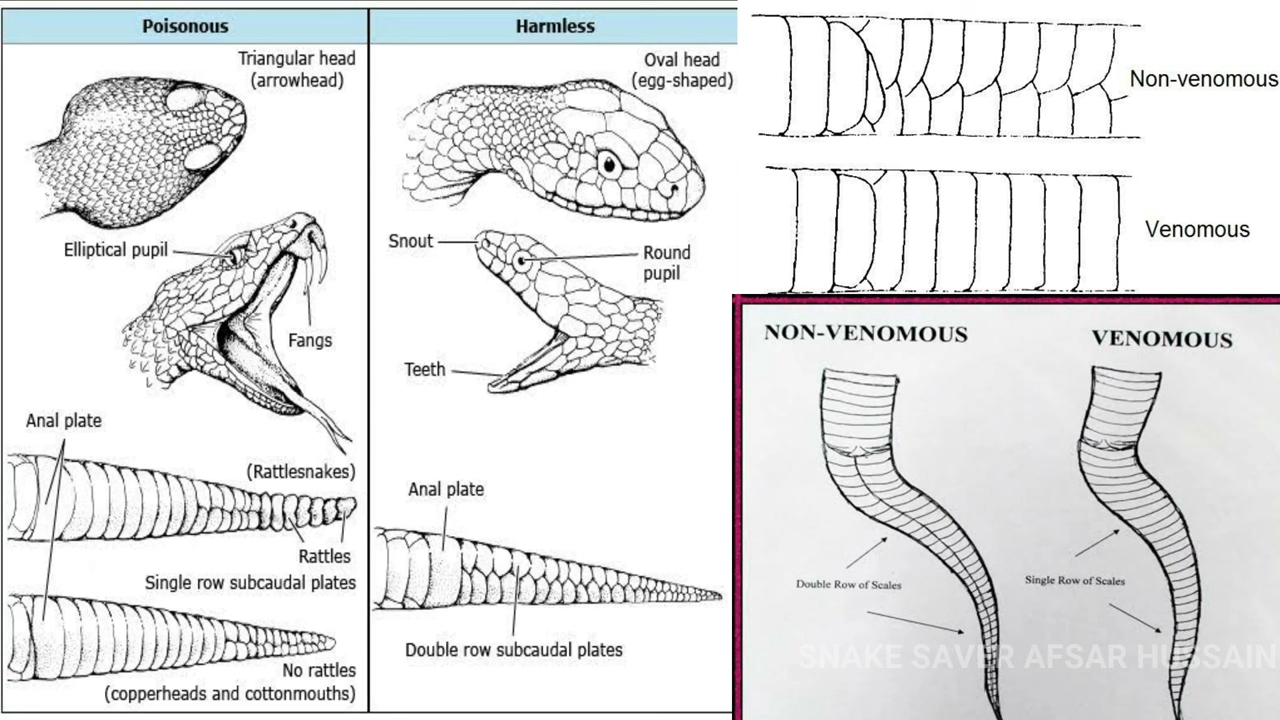 Poisonous
Triangular head
(arrowhead)
Elliptical pupil
Fangs
Anal plate
(Rattlesnakes)
Rattles
Single row subcaudal plates
No rattles
(copperheads and cottonmouths)
Harmless
Oval head
(egg-shaped)
Snout
Round
pupil
Teeth
Anal plate
Double row subcaudal plates
Non-venomous
Venomous
NON-VENOMOUS
VENOMOUS
Double Row of Scales
Single Row of Scales
SNAKE SAVER AFSAR HUSSAIN